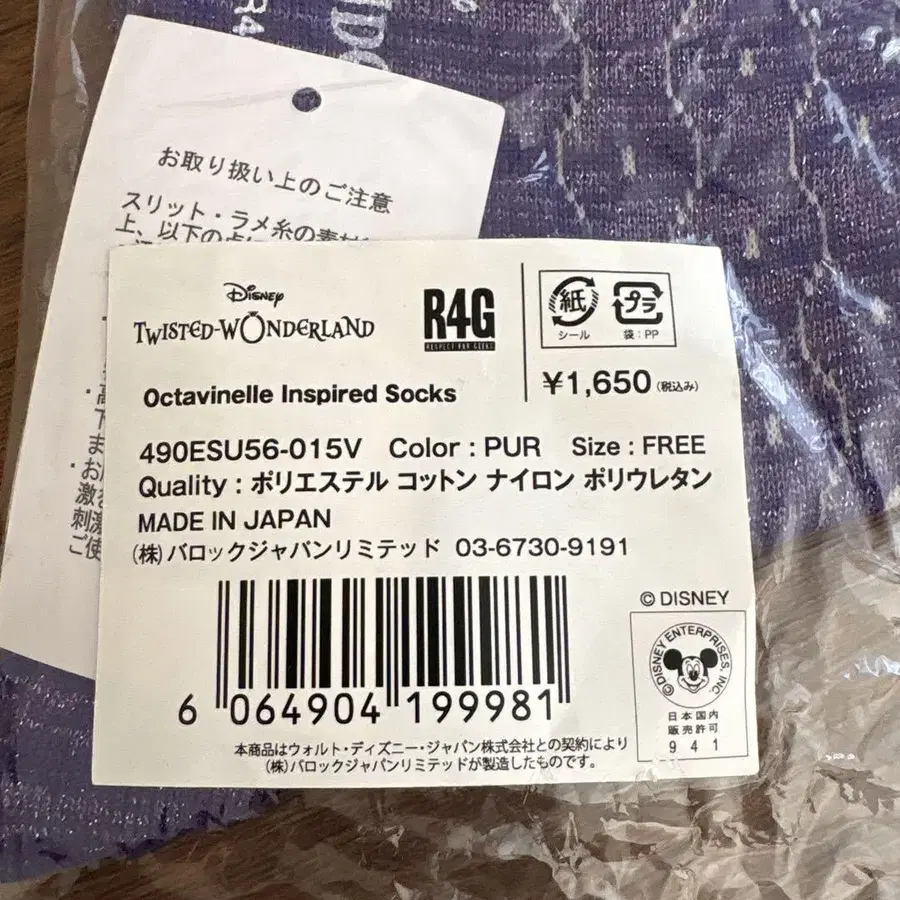 R4
お取り扱い上のご注意
スリット・ラメ糸の素材
上、以下の点に
Disney
TWISTED-WONDERLAND
R4G
RESPECT FOR GEEKS
紙
シール
プラ
袋:PP
¥1,650(税込み)
Octavinelle Inspired Socks
490ESU56-015V Color : PUR Size : FREE
Quality : ポリエステル コットン ナイロン ポリウレタン
MADE IN JAPAN
(株)バロックジャパンリミテッド 03-6730-9191
6 064904 199981
© DISNEY
©DISNEY ENTERPRISES, INC.
日本国内
販売許可
941
本商品はウォルト・ディズニー・ジャパン株式会社との契約により
(株)バロックジャパンリミテッドが製造したものです。